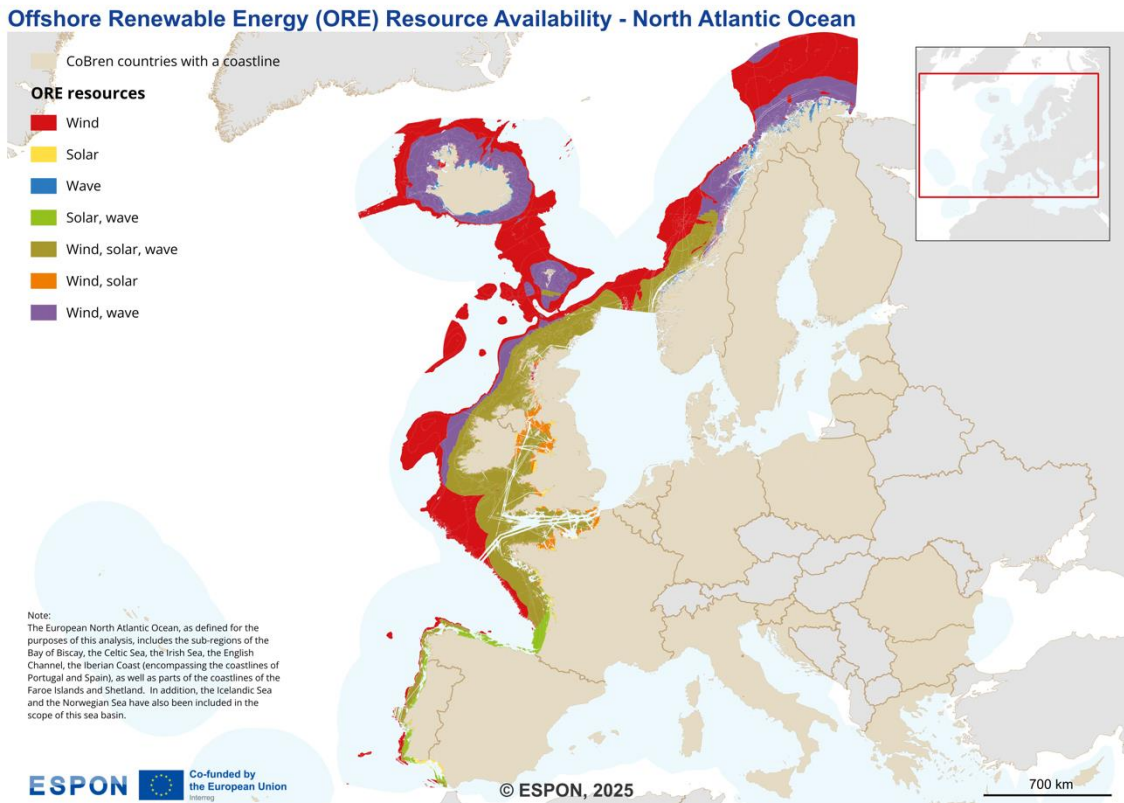 Offshore Renewable Energy (ORE) Resource Availability - North Atlantic Ocean
CoBren countries with a coastline
ORE resources
Wind
Solar
Wave
Solar, wave
Wind, solar, wave
Wind, solar
Wind, wave
Note:
The European North Atlantic Ocean, as defined for the
purposes of this analysis, includes the sub-regions of the
Bay of Biscay, the Celtic Sea, the Irish Sea, the English
Channel, the Iberian Coast (encompassing the coastlines of
Portugal and Spain), as well as parts of the coastlines of the
Faroe Islands and Shetland. In addition, the Icelandic Sea
and the Norwegian Sea have also been included in the
scope of this sea basin.
ESPON
Co-funded by
the European Union
Interreg
© ESPON, 2025
700 km